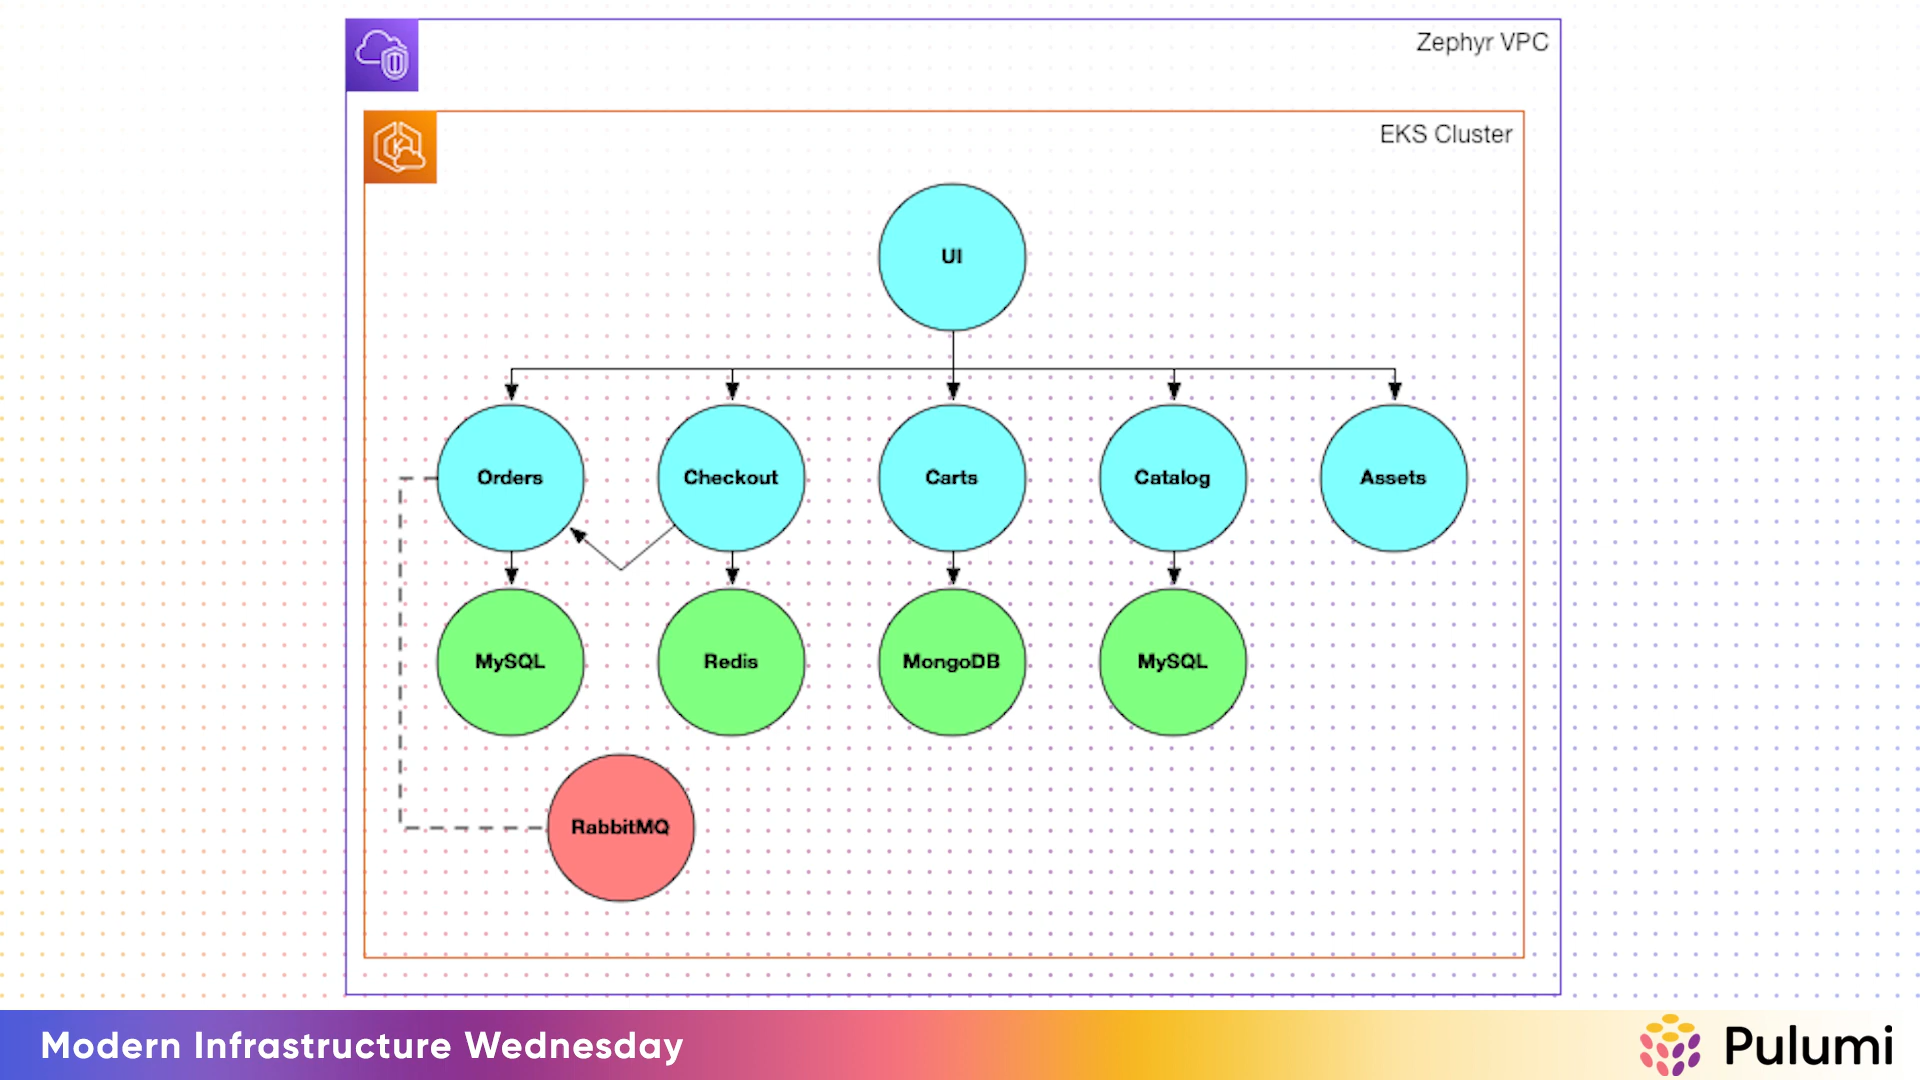 Zephyr VPC
EKS Cluster
UI
Orders
Checkout
Carts
Catalog
Assets
MySQL
Redis
MongoDB
MySQL
RabbitMQ
Modern Infrastructure Wednesday
Pulumi